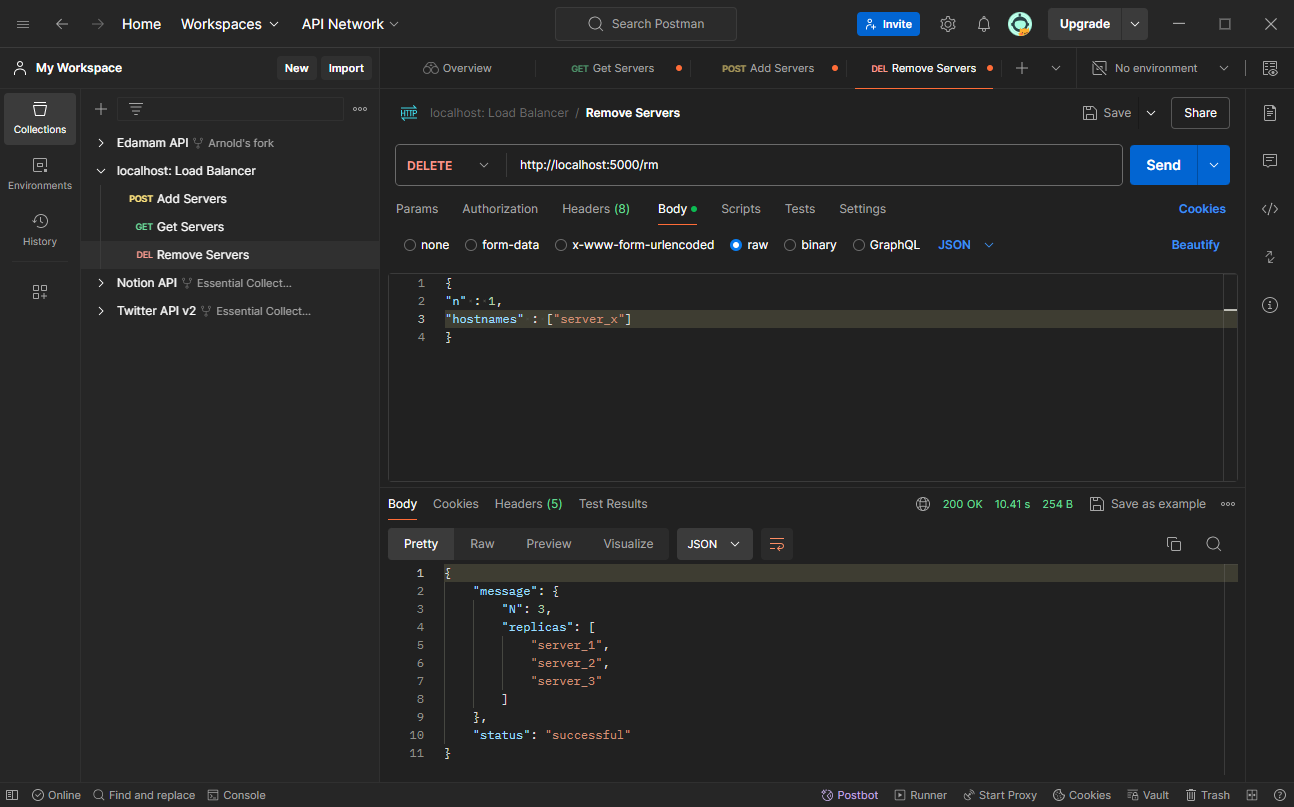 Home Workspaces API Network Search Postman Invite Upgrade
My Workspace New Import Overview GET Get Servers POST Add Servers DEL Remove Servers No environment
Collections
Environments
History
Edamam API Arnold's fork
localhost: Load Balancer
POST Add Servers
GET Get Servers
DEL Remove Servers
Notion API Essential Collect...
Twitter API v2 Essential Collect...
HTTP localhost: Load Balancer / Remove Servers Save Share
DELETE http://localhost:5000/rm Send
Params Authorization Headers (8) Body Scripts Tests Settings Cookies
none form-data x-www-form-urlencoded raw binary GraphQL JSON Beautify
1 {
2 "n" : 1,
3 "hostnames" : ["server_x"]
4 }
Body Cookies Headers (5) Test Results 200 OK 10.41 s 254 B Save as example
Pretty Raw Preview Visualize JSON
1 {
2 "message": {
3 "N": 3,
4 "replicas": [
5 "server_1",
6 "server_2",
7 "server_3"
8 ]
9 },
10 "status": "successful"
11 }
Online Find and replace Console Postbot Runner Start Proxy Cookies Vault Trash